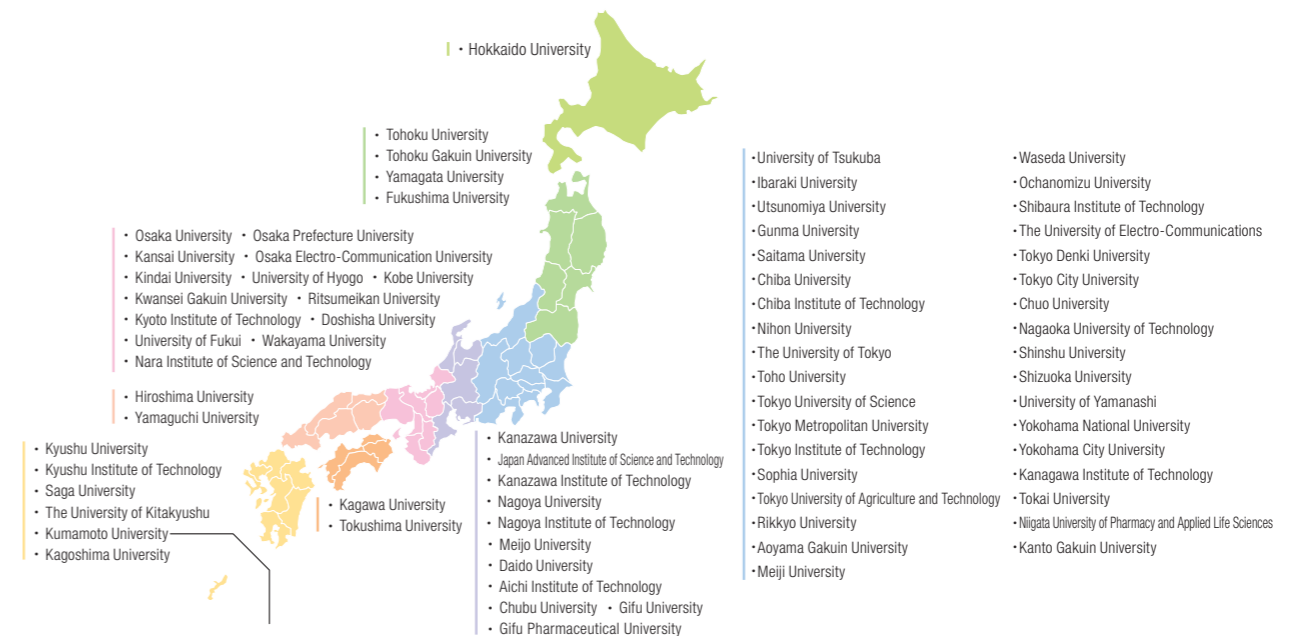 ・ Hokkaido University
・ Tohoku University
・ Tohoku Gakuin University
・ Yamagata University
・ Fukushima University
・ Osaka University ・ Osaka Prefecture University
・ Kansai University ・ Osaka Electro-Communication University
・ Kindai University ・ University of Hyogo ・ Kobe University
・ Kwansei Gakuin University ・ Ritsumeikan University
・ Kyoto Institute of Technology ・ Doshisha University
・ University of Fukui ・ Wakayama University
・ Nara Institute of Science and Technology
・ Hiroshima University
・ Yamaguchi University
・ Kyushu University
・ Kyushu Institute of Technology
・ Saga University
・ The University of Kitakyushu
・ Kumamoto University
・ Kagoshima University
・ Kagawa University
・ Tokushima University
・ Kanazawa University
・ Japan Advanced Institute of Science and Technology
・ Kanazawa Institute of Technology
・ Nagoya University
・ Nagoya Institute of Technology
・ Meijo University
・ Daido University
・ Aichi Institute of Technology
・ Chubu University ・ Gifu University
・ Gifu Pharmaceutical University
・University of Tsukuba
・Ibaraki University
・Utsunomiya University
・Gunma University
・Saitama University
・Chiba University
・Chiba Institute of Technology
・Nihon University
・The University of Tokyo
・Toho University
・Tokyo University of Science
・Tokyo Metropolitan University
・Tokyo Institute of Technology
・Sophia University
・Tokyo University of Agriculture and Technology
・Rikkyo University
・Aoyama Gakuin University
・Meiji University
・Waseda University
・Ochanomizu University
・Shibaura Institute of Technology
・The University of Electro-Communications
・Tokyo Denki University
・Tokyo City University
・Chuo University
・Nagaoka University of Technology
・Shinshu University
・Shizuoka University
・University of Yamanashi
・Yokohama National University
・Yokohama City University
・Kanagawa Institute of Technology
・Tokai University
・Niigata University of Pharmacy and Applied Life Sciences
・Kanto Gakuin University